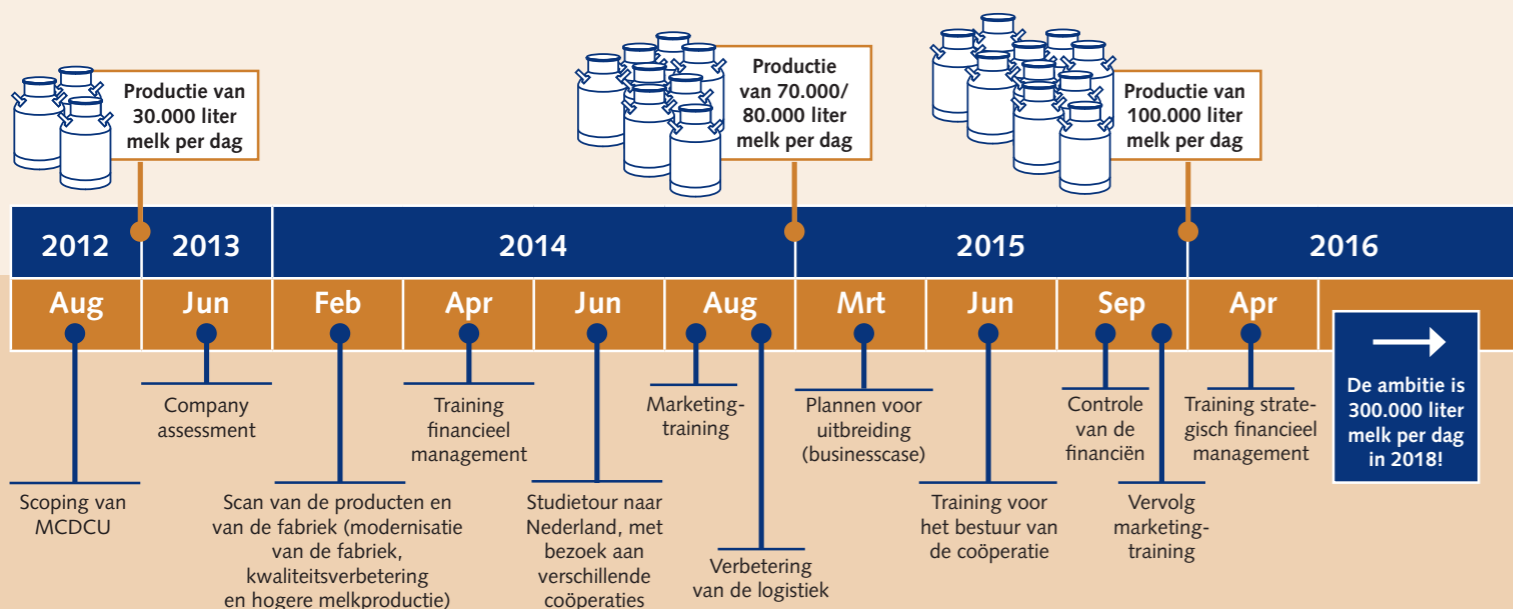 Productie van
30.000 liter
melk per dag
Productie
van 70.000/
80.000 liter
melk per dag
Productie van
100.000 liter
melk per dag
2012
2013
2014
2015
2016
Aug
Jun
Feb
Apr
Jun
Aug
Mrt
Jun
Sep
Apr
Scoping van
MCDCU
Company
assessment
Scan van de producten en
van de fabriek (modernisatie
van de fabriek,
kwaliteitsverbetering
en hogere melkproductie)
Training
financieel
management
Studietour naar
Nederland, met
bezoek aan
verschillende
coöperaties
Marketing-
training
Verbetering
van de logistiek
Plannen voor
uitbreiding
(businesscase)
Training voor
het bestuur van
de coöperatie
Controle
van de
financiën
Vervolg
marketing-
training
Training strate-
gisch financieel
management
De ambitie is
300.000 liter
melk per dag
in 2018!